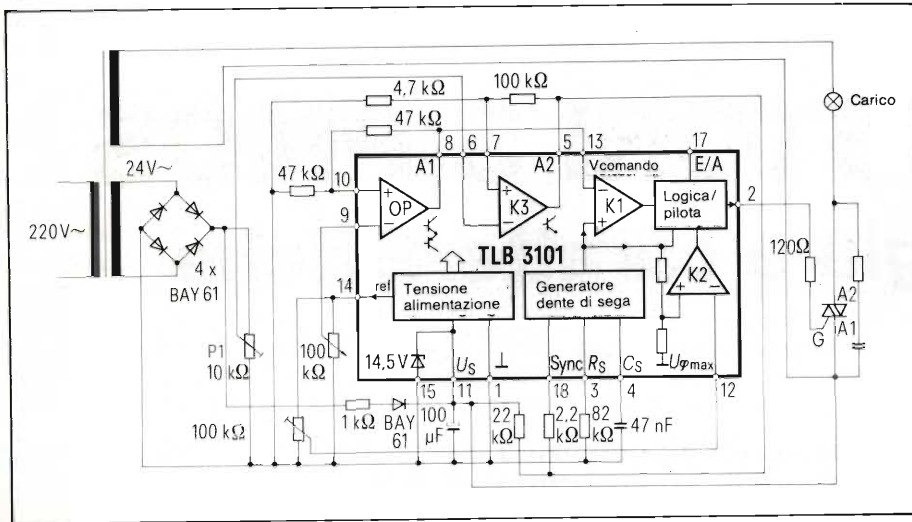 4,7 kΩ
100 kΩ
Carico
47 kΩ
8
6
7
5
13
17
24V~
47 kΩ
A1
A2
Vcomando
E/A
10
+
OP
−
9
+
K3
−
−
K1
+
Logica/
pilota
2
220V~
TLB 3101
120Ω
K2
+
−
4 x
BAY 61
14
ref
Tensione
alimentazione
Generatore
dente di sega
A2
A1
G
P1
10 kΩ
100
kΩ
14,5V
US
⊥
Sync
RS
CS
Uφmax
15
11
1
18
3
4
12
100 kΩ
1kΩ
BAY
61
100
μF
22
kΩ
2,2
kΩ
82
kΩ
47 nF